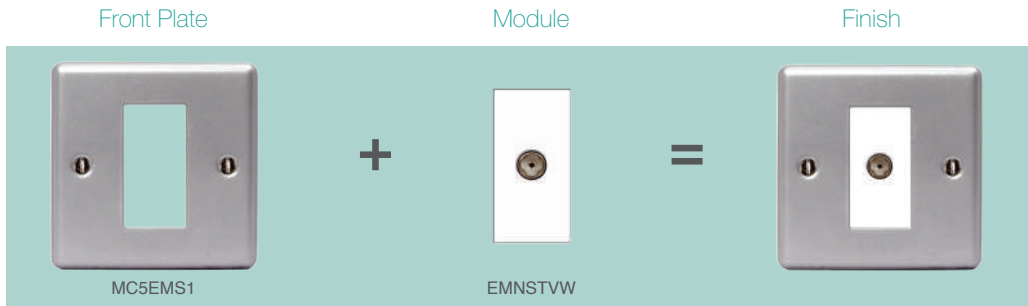 Front Plate Module Finish
+ =
MC5EMS1 EMNSTVW